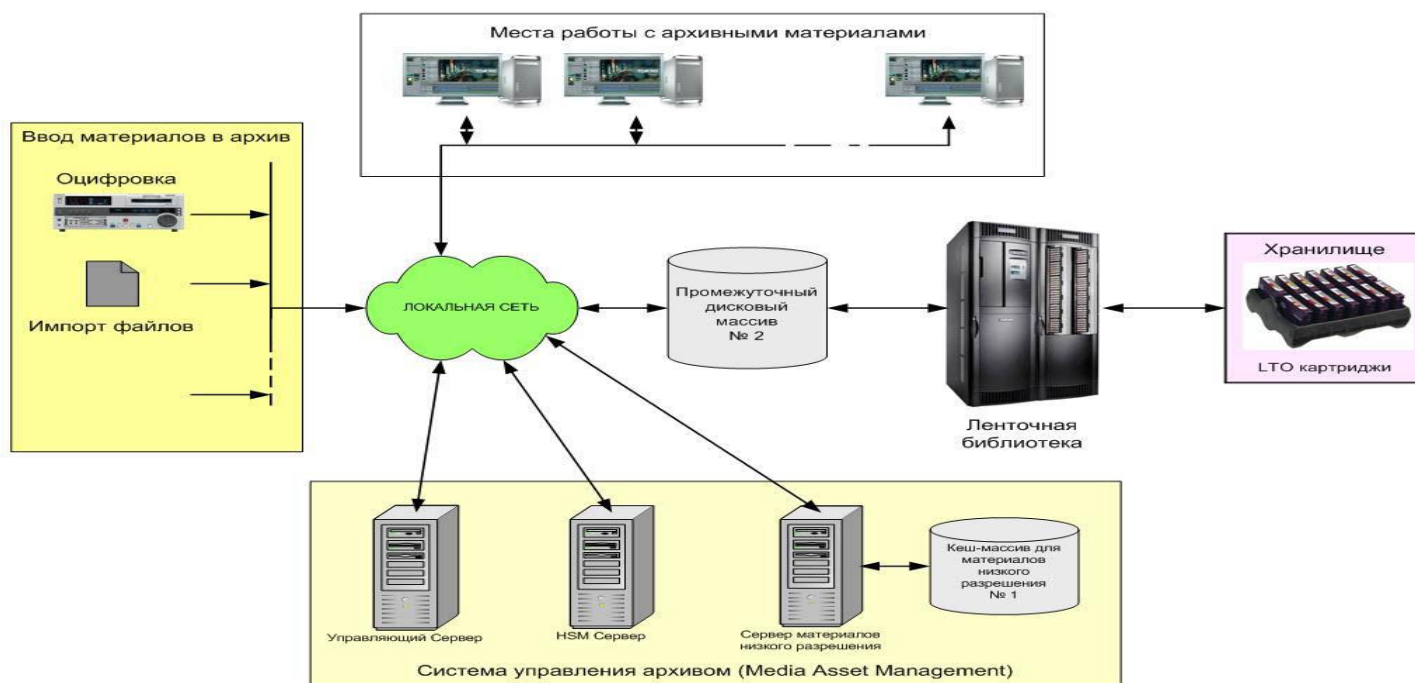 Места работы с архивными материалами
Ввод материалов в архив
Оцифровка
Импорт файлов
ЛОКАЛЬНАЯ СЕТЬ
Промежуточный
дисковый
массив
№ 2
Ленточная
библиотека
Хранилище
LTO картриджи
Управляющий Сервер
HSM Сервер
Сервер материалов
низкого разрешения
Кеш-массив для
материалов
низкого
разрешения
№ 1
Система управления архивом (Media Asset Management)